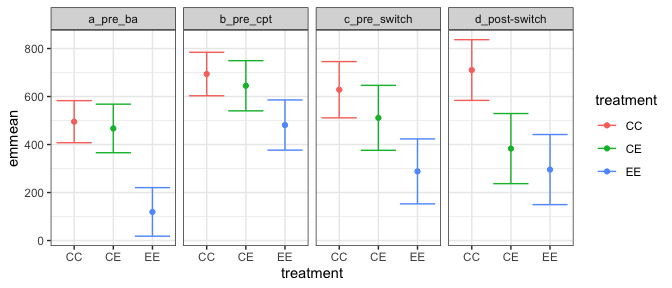 a_pre_ba b_pre_cpt c_pre_switch d_post-switch
800
600
400
200
0
emmean
CC CE EE CC CE EE CC CE EE CC CE EE
treatment
treatment
CC
CE
EE